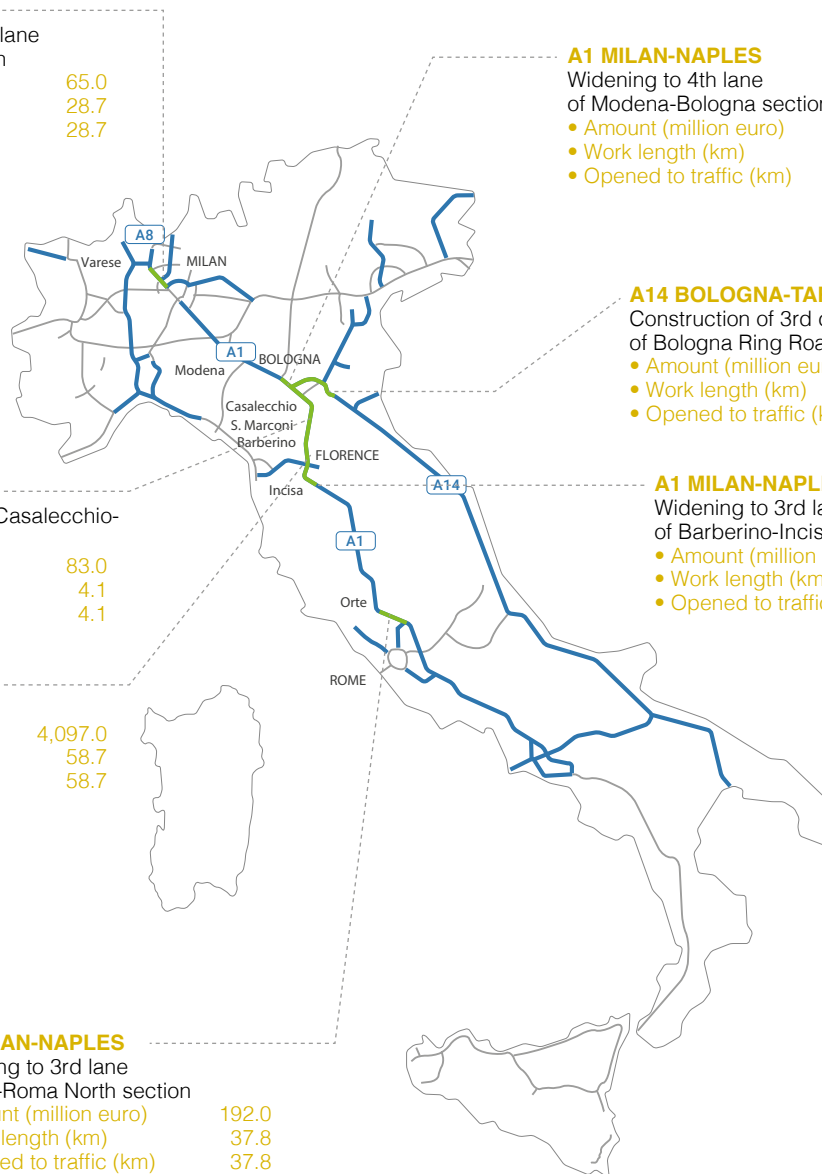 lane
65.0
28.7
28.7
A1 MILAN-NAPLES
Widening to 4th lane
of Modena-Bologna section
• Amount (million euro)
• Work length (km)
• Opened to traffic (km)
A8
Varese
MILAN
A14 BOLOGNA-TA
Construction of 3rd
of Bologna Ring Roa
• Amount (million eu
• Work length (km)
• Opened to traffic (
A1
BOLOGNA
Modena
Casalecchio
S. Marconi
Barberino
FLORENCE
Incisa
A14
A1 MILAN-NAPL
Widening to 3rd la
of Barberino-Incis
• Amount (million
• Work length (km
• Opened to traffic
Casalecchio-
83.0
4.1
4.1
A1
Orte
ROME
4,097.0
58.7
58.7
AN-NAPLES
ng to 3rd lane
-Roma North section
nt (million euro) 192.0
length (km) 37.8
ed to traffic (km) 37.8